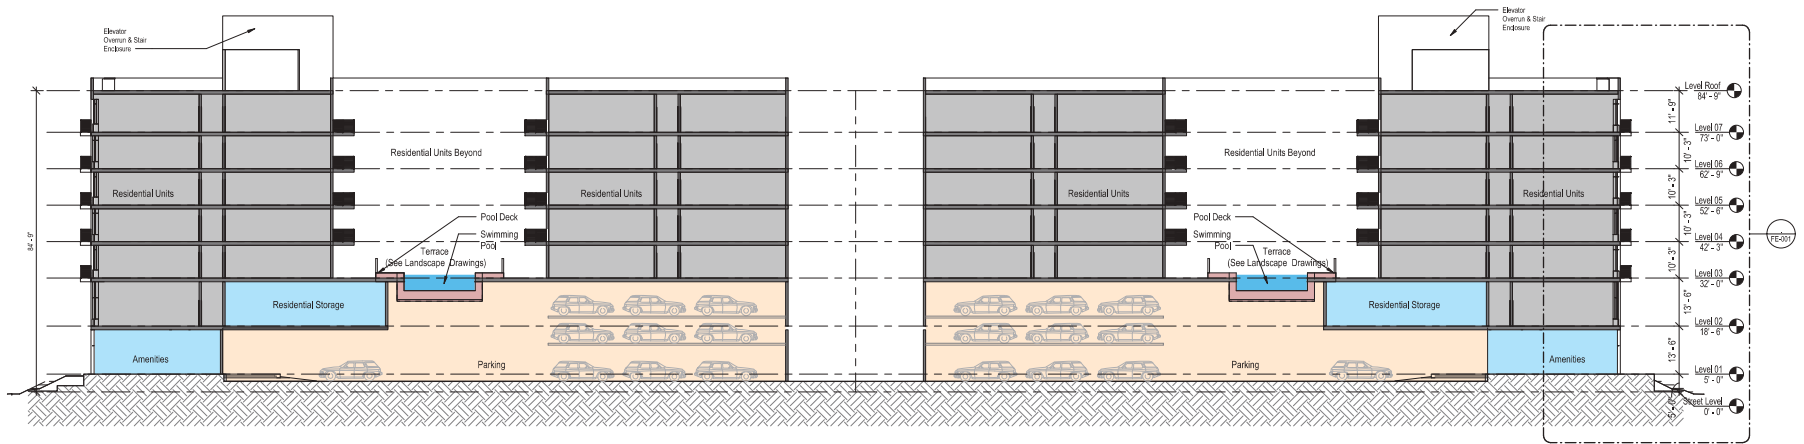 Elevator
Overrun & Stair
Enclosure
Elevator
Overrun & Stair
Enclosure
Level Roof
84' - 9"
11' - 9"
Level 07
73' - 0"
Residential Units Beyond
Residential Units Beyond
10' - 3"
Level 06
62' - 9"
Residential Units
Residential Units
Residential Units
Residential Units
10' - 3"
Level 05
52' - 6"
Pool Deck
Pool Deck
10' - 3"
84' - 9"
Swimming
Pool
Swimming
Pool
Level 04
42' - 3"
FE-001
Terrace
(See Landscape Drawings)
Terrace
(See Landscape Drawings)
10' - 3"
Level 03
32' - 0"
Residential Storage
Residential Storage
13' - 6"
Level 02
18' - 6"
Amenities
Parking
Parking
Amenities
13' - 6"
Level 01
5' - 0"
5' - 0"
Street Level
0' - 0"